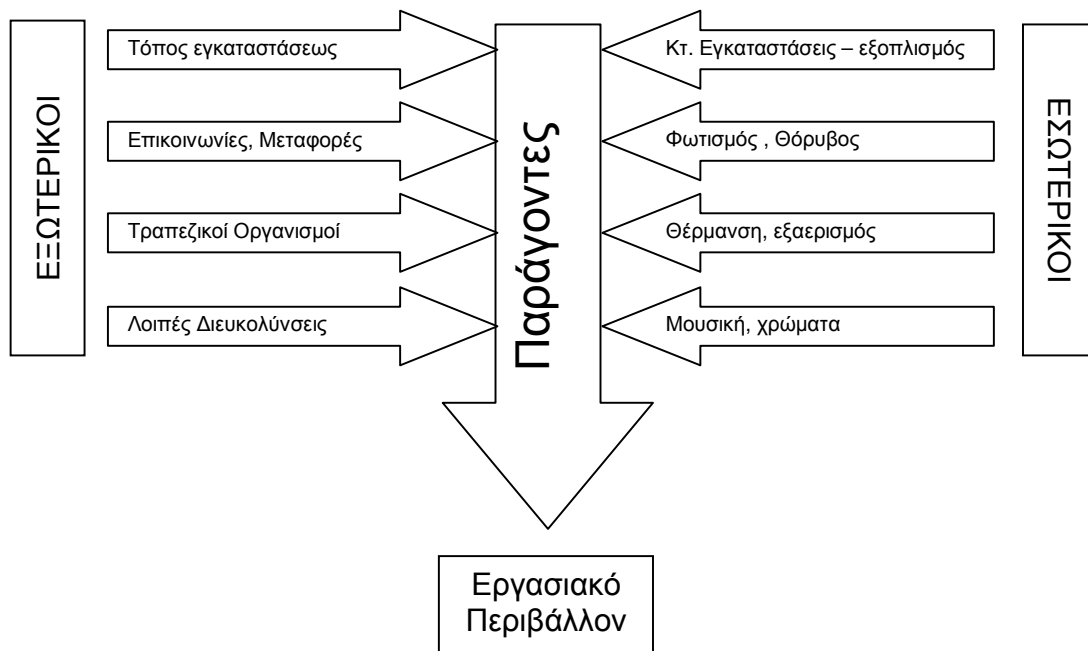 ΕΞΩΤΕΡΙΚΟΙ
Τόπος εγκαταστάσεως
Επικοινωνίες, Μεταφορές
Τραπεζικοί Οργανισμοί
Λοιπές Διευκολύνσεις
Παράγοντες
Κτ. Εγκαταστάσεις – εξοπλισμός
Φωτισμός , Θόρυβος
Θέρμανση, εξαερισμός
Μουσική, χρώματα
ΕΣΩΤΕΡΙΚΟΙ
Εργασιακό
Περιβάλλον